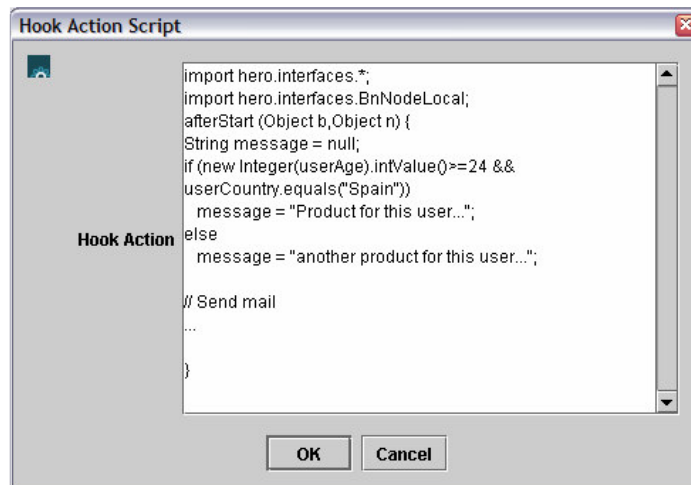 Hook Action Script
import hero.interfaces.*;
import hero.interfaces.BnNodeLocal;
afterStart (Object b,Object n) {
String message = null;
if (new Integer(userAge).intValue()>=24 &&
userCountry.equals("Spain"))
message = "Product for this user...";
Hook Action
else
message = "another product for this user...";
// Send mail
...
}
OK
Cancel